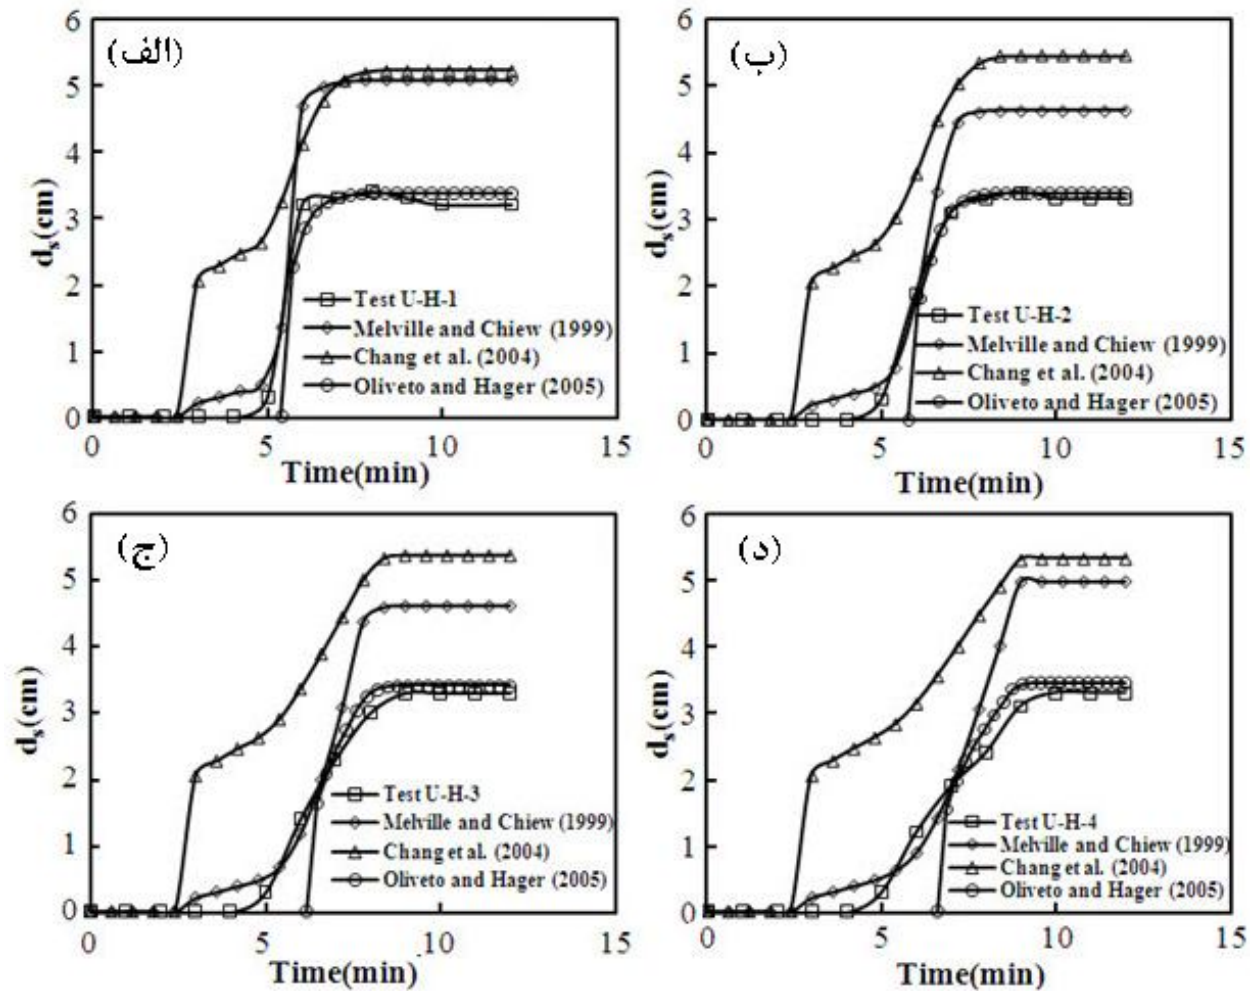 (الف)
6
5
4
3
2
1
0
d_s(cm)
0 5 10 15
Time(min)
Test U-H-1
Melville and Chiew (1999)
Chang et al. (2004)
Oliveto and Hager (2005)
(ب)
6
5
4
3
2
1
0
d_s(cm)
0 5 10 15
Time(min)
Test U-H-2
Melville and Chiew (1999)
Chang et al. (2004)
Oliveto and Hager (2005)
(ج)
6
5
4
3
2
1
0
d_s(cm)
0 5 10 15
Time(min)
Test U-H-3
Melville and Chiew (1999)
Chang et al. (2004)
Oliveto and Hager (2005)
(د)
6
5
4
3
2
1
0
d_s(cm)
0 5 10 15
Time(min)
Test U-H-4
Melville and Chiew (1999)
Chang et al. (2004)
Oliveto and Hager (2005)